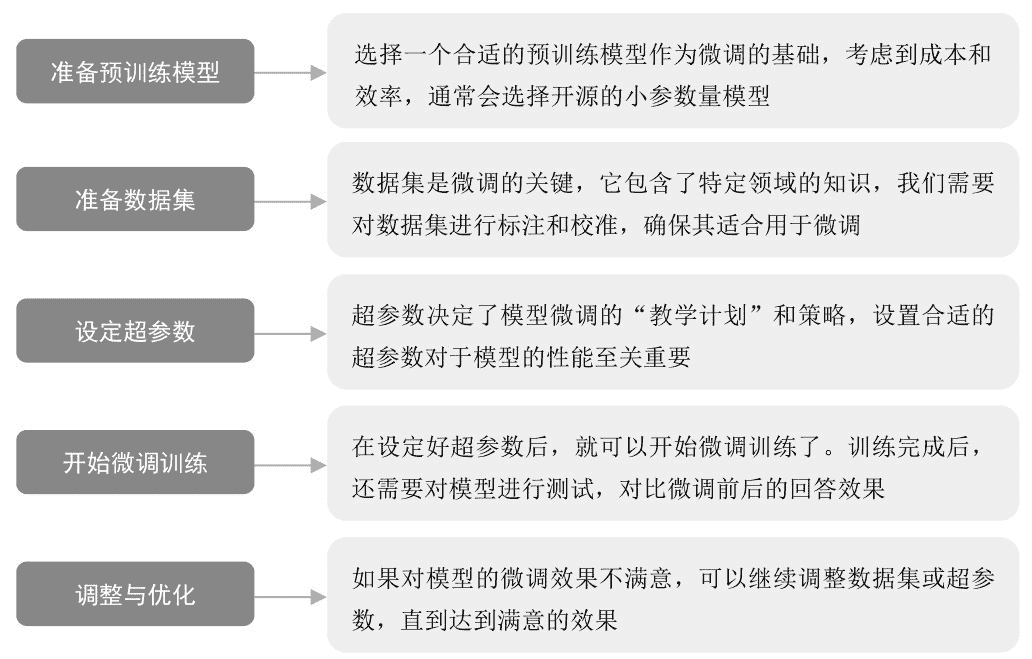 准备预训练模型
选择一个合适的预训练模型作为微调的基础，考虑到成本和
效率，通常会选择开源的小参数量模型
准备数据集
数据集是微调的关键，它包含了特定领域的知识，我们需要
对数据集进行标注和校准，确保其适合用于微调
设定超参数
超参数决定了模型微调的“教学计划”和策略，设置合适的
超参数对于模型的性能至关重要
开始微调训练
在设定好超参数后，就可以开始微调训练了。训练完成后，
还需要对模型进行测试，对比微调前后的回答效果
调整与优化
如果对模型的微调效果不满意，可以继续调整数据集或超参
数，直到达到满意的效果